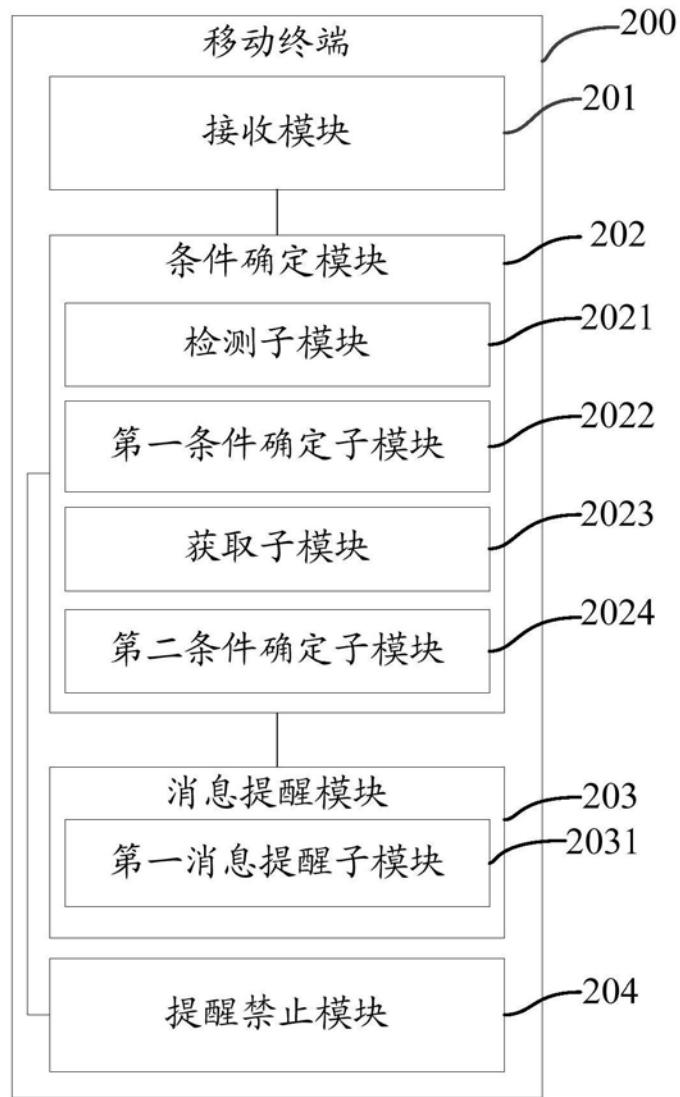 移动终端
200
接收模块
201
条件确定模块
202
检测子模块
2021
第一条件确定子模块
2022
获取子模块
2023
第二条件确定子模块
2024
消息提醒模块
203
第一消息提醒子模块
2031
提醒禁止模块
204